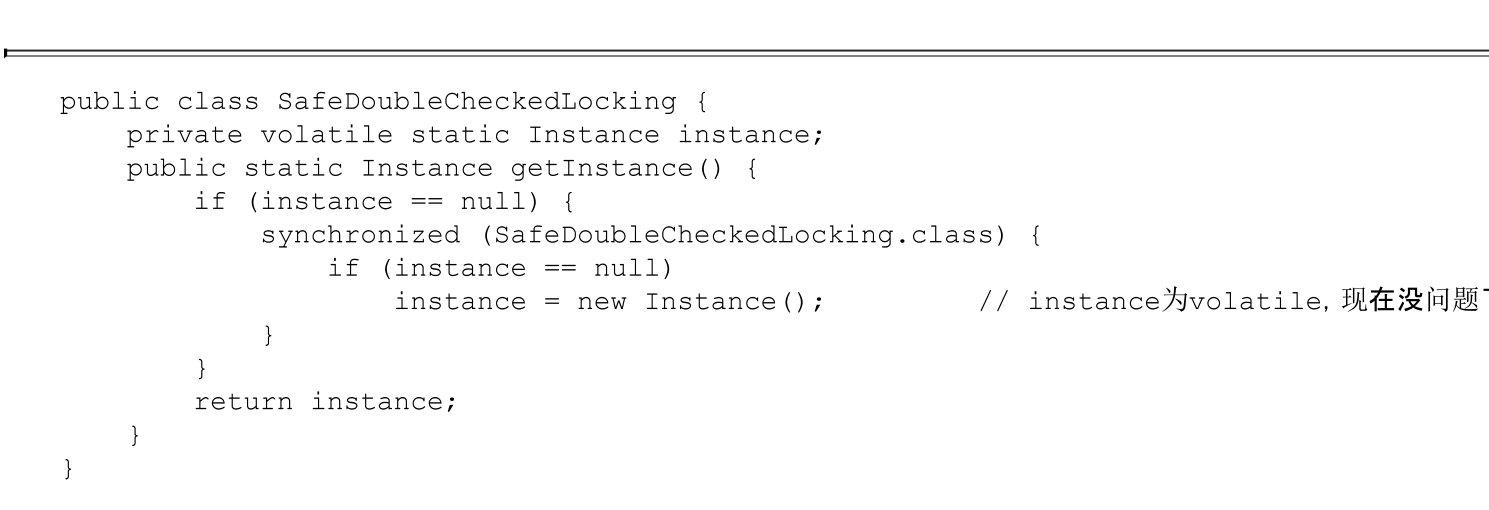 public class SafeDoubleCheckedLocking {
    private volatile static Instance instance;
    public static Instance getInstance() {
        if (instance == null) {
            synchronized (SafeDoubleCheckedLocking.class) {
                if (instance == null)
                    instance = new Instance();         // instance为volatile, 现在没问题
            }
        }
        return instance;
    }
}